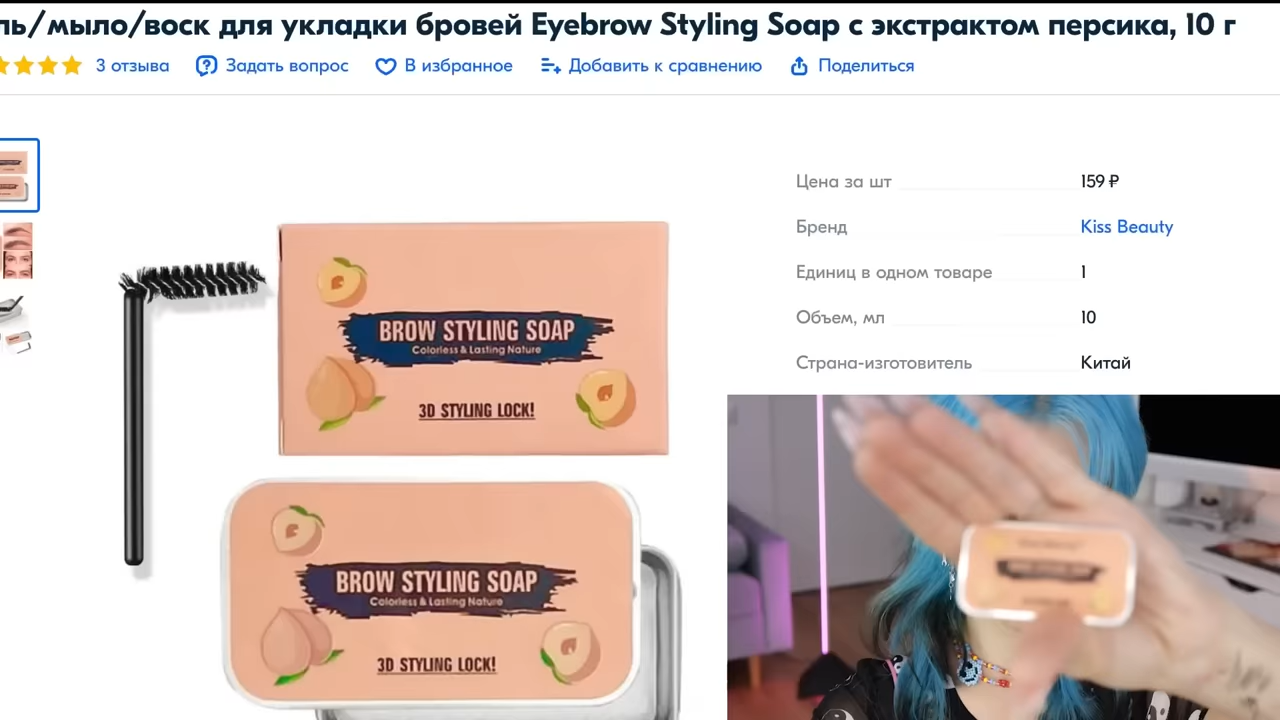 ль/мыло/воск для укладки бровей Eyebrow Styling Soap с экстрактом персика, 10 г
3 отзыва
Задать вопрос
В избранное
Добавить к сравнению
Поделиться
Цена за шт 159 ₽
Бренд Kiss Beauty
Единиц в одном товаре 1
Объем, мл 10
Страна-изготовитель Китай
BROW STYLING SOAP
Colorless & Lasting Nature
3D STYLING LOCK!
BROW STYLING SOAP
Colorless & Lasting Nature
3D STYLING LOCK!